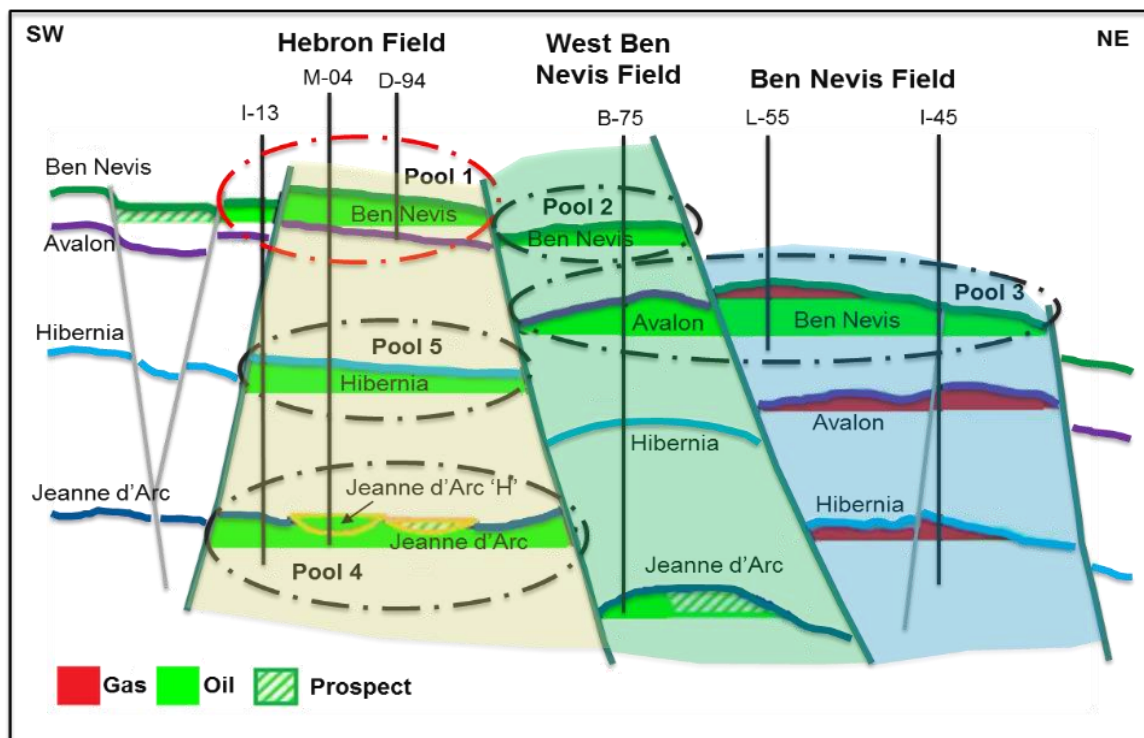 SW
NE
Hebron Field
West Ben
Nevis Field
Ben Nevis Field
M-04
D-94
I-13
B-75
L-55
I-45
Ben Nevis
Pool 1
Ben Nevis
Pool 2
Ben Nevis
Avalon
Pool 3
Avalon
Ben Nevis
Hibernia
Pool 5
Hibernia
Avalon
Hibernia
Jeanne d'Arc
Jeanne d'Arc 'H'
Hibernia
Jeanne d'Arc
Pool 4
Jeanne d'Arc
Gas
Oil
Prospect